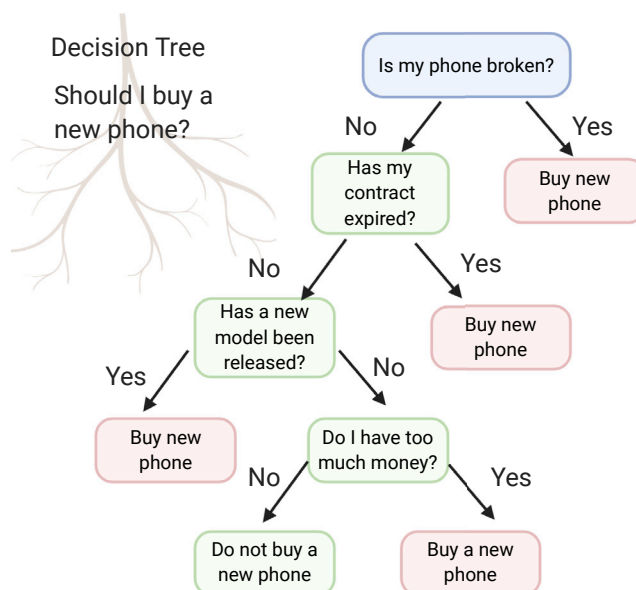 Decision Tree
Should I buy a
new phone?
Is my phone broken?
No
Yes
Has my
contract
expired?
Buy new
phone
No
Yes
Has a new
model been
released?
Buy new
phone
Yes
No
Buy new
phone
Do I have too
much money?
No
Yes
Do not buy a
new phone
Buy a new
phone